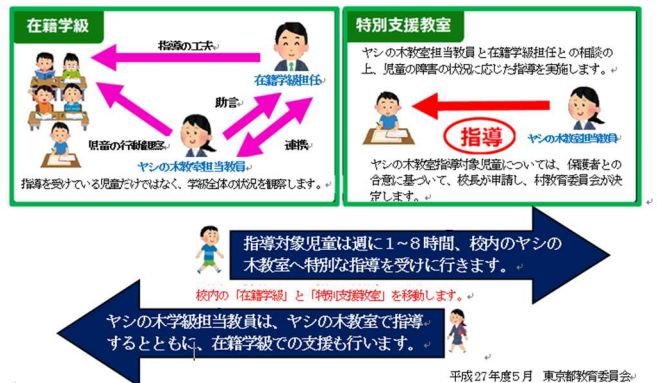 在籍学級
指導の工夫
在籍学級担任
助言
児童の行動観察
連携
ヤシの木教室担当教員
指導を受けている児童だけではなく、学級全体の状況を観察します。
特別支援教室
ヤシの木教室担当教員と在籍学級担任との相談の
上、児童の障害の状況に応じた指導を実施します。
指導
ヤシの木教室担当教員
ヤシの木教室指導対象児童については、保護者との
合意に基づいて、校長が申請し、村教育委員会が決
定します。
指導対象児童は週に1~8時間、校内のヤシの
木教室へ特別な指導を受けに行きます。
校内の「在籍学級」と「特別支援教室」を移動します。
ヤシの木学級担当教員は、ヤシの木教室で指導
するとともに、在籍学級での支援も行います。
平成27年度5月 東京都教育委員会